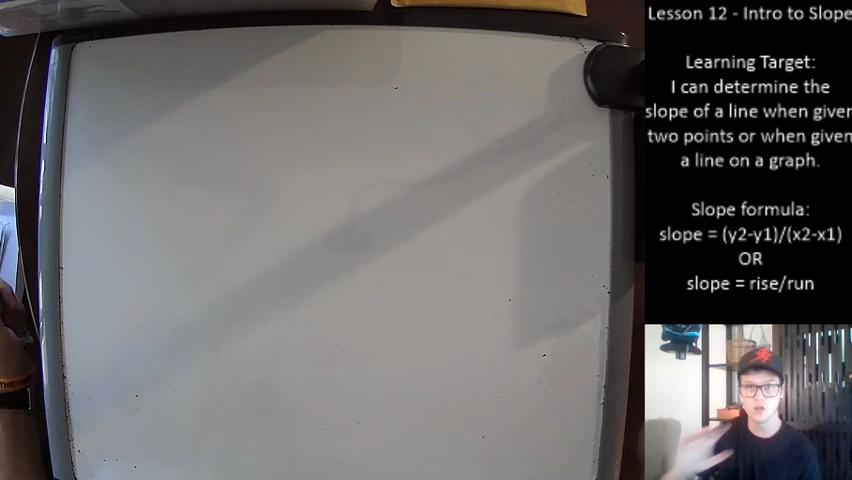 Lesson 12 - Intro to Slope
Learning Target:
I can determine the
slope of a line when given
two points or when given
a line on a graph.
Slope formula:
slope = (y2-y1)/(x2-x1)
OR
slope = rise/run